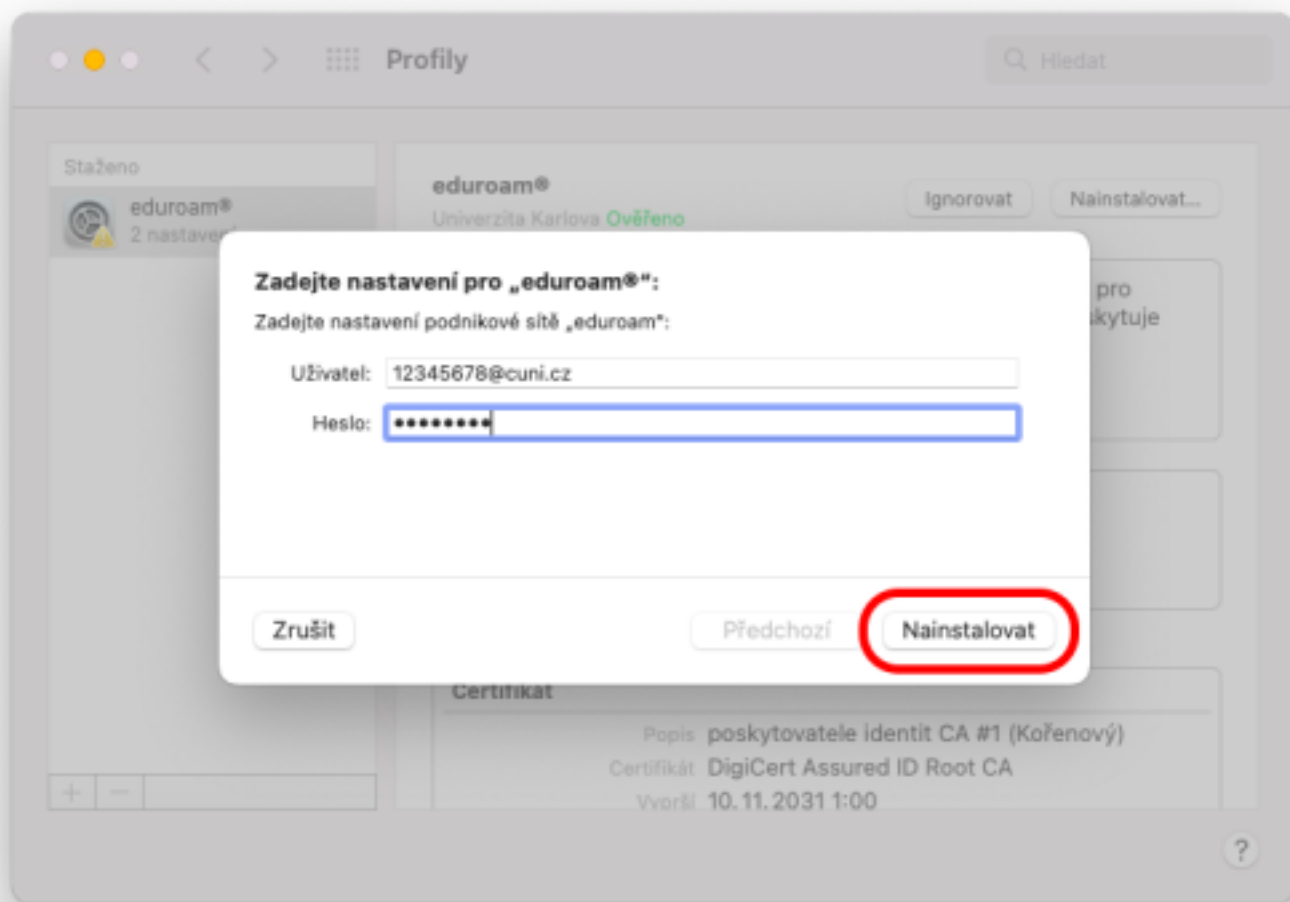 Profily
Hledat
Staženo
eduroam®
2 nastavení
eduroam®
Univerzita Karlova Ověřeno
Ignorovat
Nainstalovat...
pro
skytuje
Zadejte nastavení pro „eduroam®“:
Zadejte nastavení podnikové sítě „eduroam“:
Uživatel: 12345678@cuni.cz
Heslo: ••••••••
Zrušit
Předchozí
Nainstalovat
Certifikát
Popis poskytovatele identit CA #1 (Kořenový)
Certifikát DigiCert Assured ID Root CA
Vyprší 10. 11. 2031 1:00
?